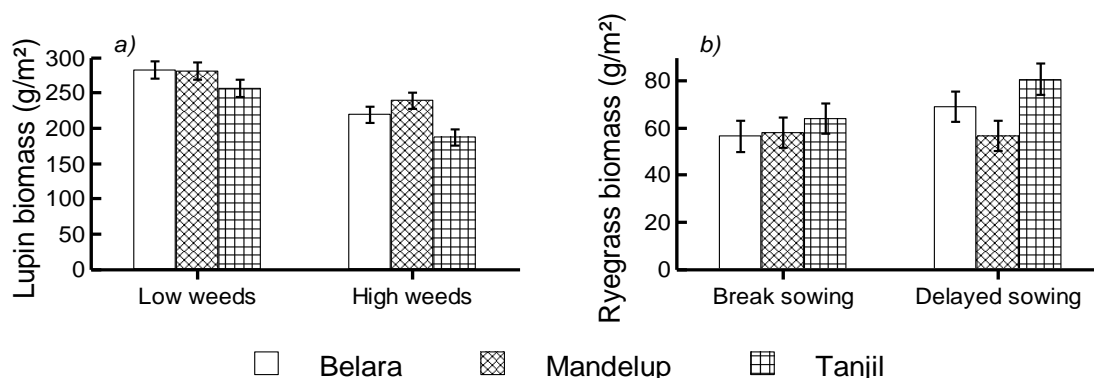 a)
Lupin biomass (g/m²)
300
250
200
150
100
50
0
Low weeds
High weeds
b)
Ryegrass biomass (g/m²)
80
60
40
20
0
Break sowing
Delayed sowing
Belara
Mandelup
Tanjil